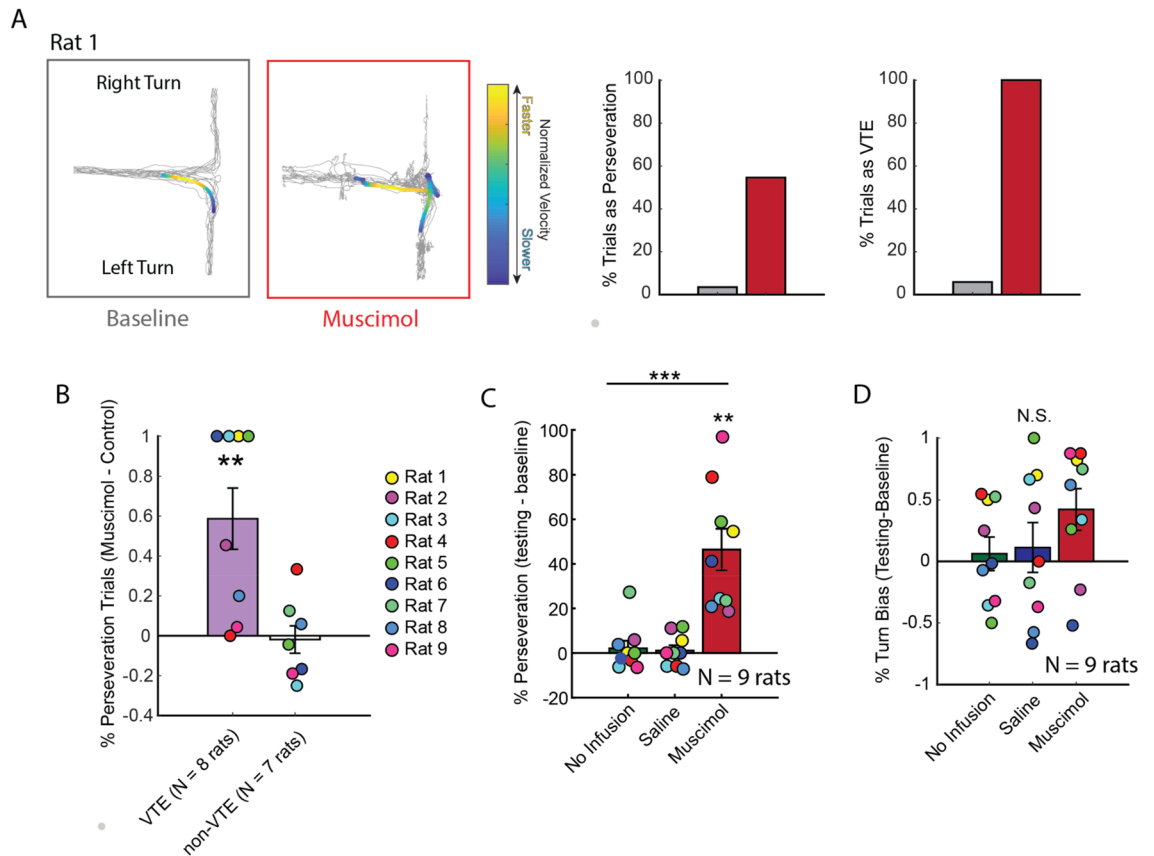 A
Rat 1
Right Turn
Left Turn
Baseline
Muscimol
Faster
Slower
Normalized Velocity
% Trials as Perseveration
100
80
60
40
20
0
% Trials as VTE
100
80
60
40
20
0
B
% Perseveration Trials (Muscimol - Control)
1
0.8
0.6
0.4
0.2
0
-0.2
-0.4
**
VTE (N = 8 rats)
non-VTE (N = 7 rats)
Rat 1
Rat 2
Rat 3
Rat 4
Rat 5
Rat 6
Rat 7
Rat 8
Rat 9
C
% Perseveration (testing - baseline)
100
80
60
40
20
0
-20
***
**
N = 9 rats
No Infusion
Saline
Muscimol
D
% Turn Bias (Testing-Baseline)
1
0.5
0
-0.5
-1
N.S.
N = 9 rats
No Infusion
Saline
Muscimol